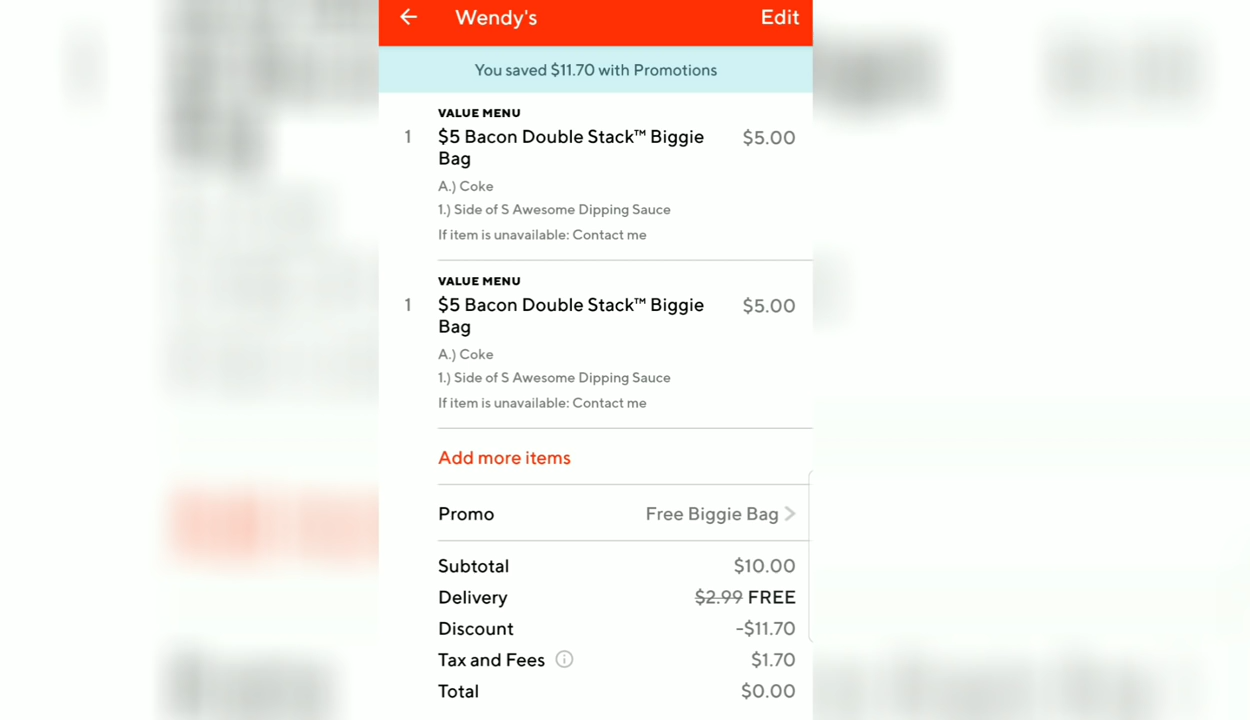 Wendy's Edit
You saved $11.70 with Promotions
VALUE MENU
1 $5 Bacon Double Stack™ Biggie $5.00
Bag
A.) Coke
1.) Side of S Awesome Dipping Sauce
If item is unavailable: Contact me
VALUE MENU
1 $5 Bacon Double Stack™ Biggie $5.00
Bag
A.) Coke
1.) Side of S Awesome Dipping Sauce
If item is unavailable: Contact me
Add more items
Promo Free Biggie Bag
Subtotal $10.00
Delivery $2.99 FREE
Discount -$11.70
Tax and Fees $1.70
Total $0.00